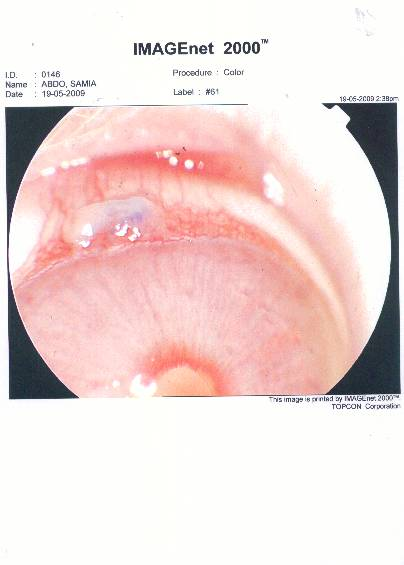 IMAGEnet 2000™
I.D. : 0146
Procedure : Color
Name : ABDO, SAMIA
Date : 19-05-2009
Label : #61
19-05-2009 2:38pm
This image is printed by IMAGEnet 2000™.
TOPCON Corporation